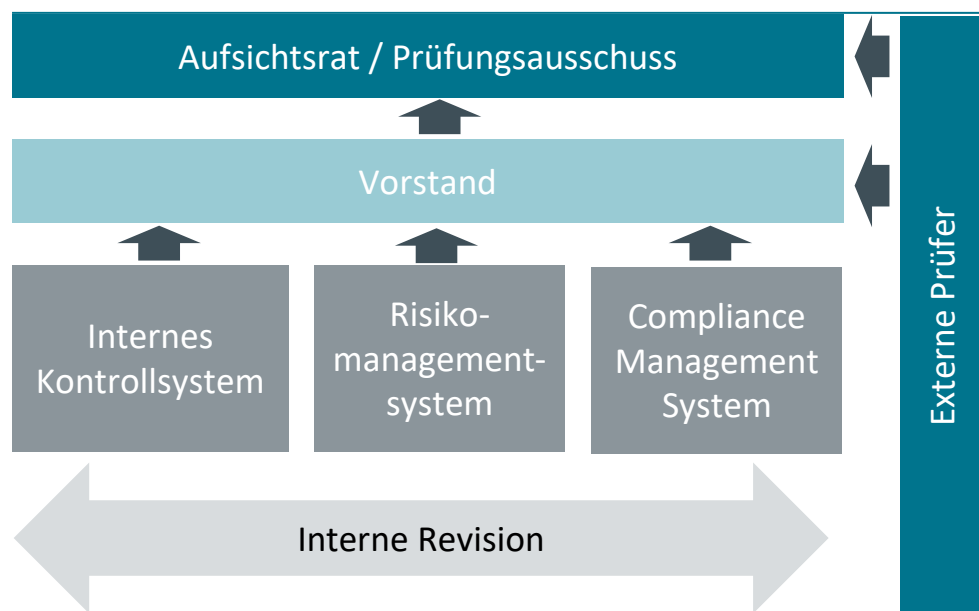 Aufsichtsrat / Prüfungsausschuss
Vorstand
Internes
Kontrollsystem
Risiko-
management-
system
Compliance
Management
System
Interne Revision
Externe Prüfer